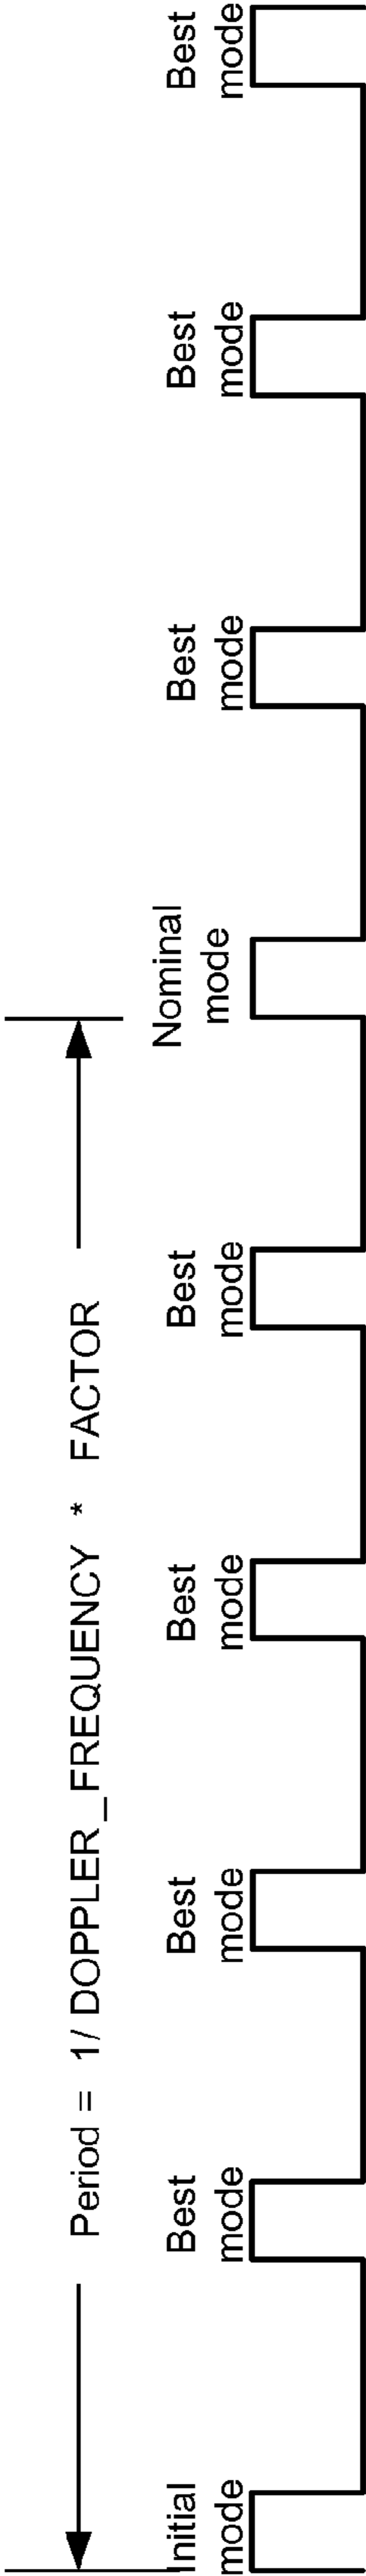 Period = 1/ DOPPLER_FREQUENCY * FACTOR
Initial
mode
Best
mode
Best
mode
Best
mode
Best
mode
Nominal
mode
Best
mode
Best
mode
Best
mode